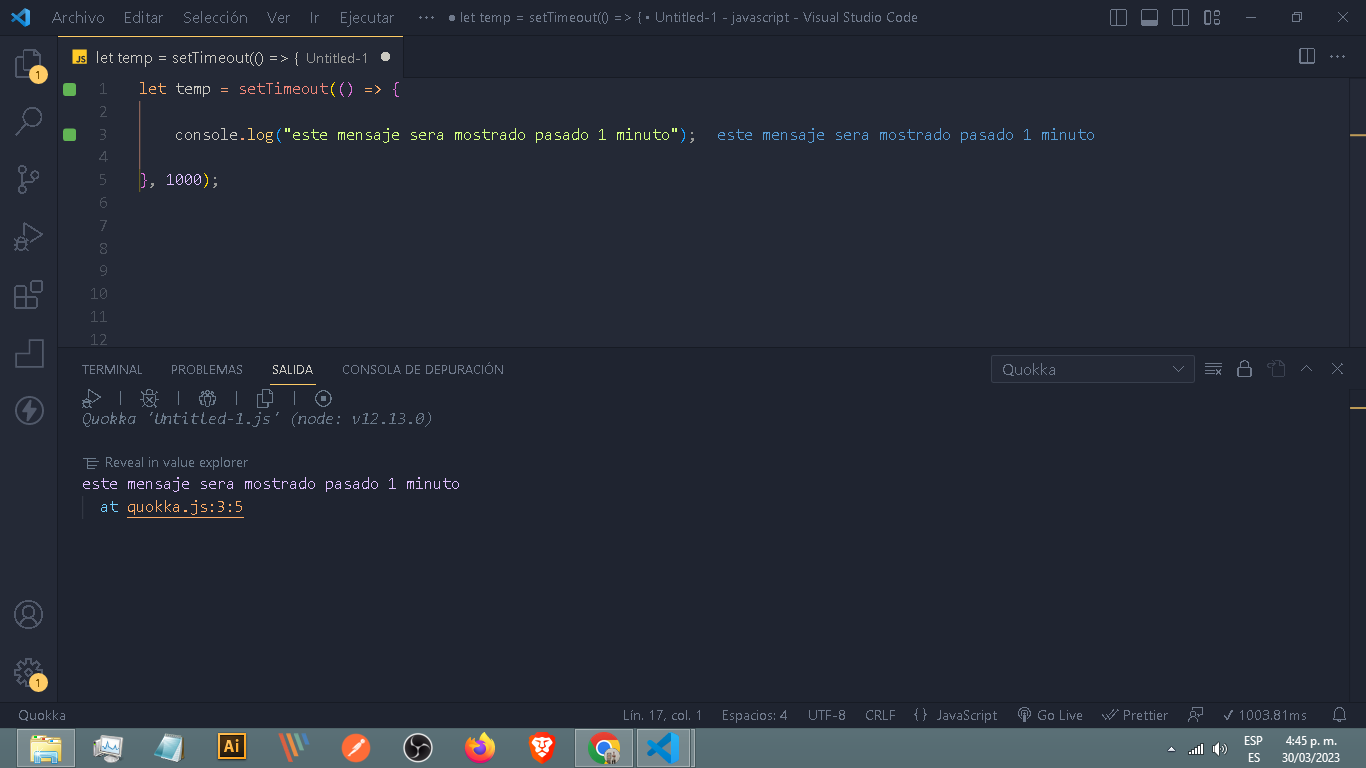 Archivo Editar Selección Ver Ir Ejecutar ··· ● let temp = setTimeout(() => { • Untitled-1 - javascript - Visual Studio Code
JS let temp = setTimeout(() => { Untitled-1 ●
1 let temp = setTimeout(() => {
2
3 console.log("este mensaje sera mostrado pasado 1 minuto"); este mensaje sera mostrado pasado 1 minuto
4
5 }, 1000);
6
7
8
9
10
11
12
1
TERMINAL PROBLEMAS SALIDA CONSOLA DE DEPURACIÓN Quokka
Quokka 'Untitled-1.js' (node: v12.13.0)
Reveal in value explorer
este mensaje sera mostrado pasado 1 minuto
at quokka.js:3:5
1
Quokka Lín. 17, col. 1 Espacios: 4 UTF-8 CRLF {} JavaScript Go Live Prettier ✓ 1003.81ms
Ai ESP 4:45 p. m.
ES 30/03/2023